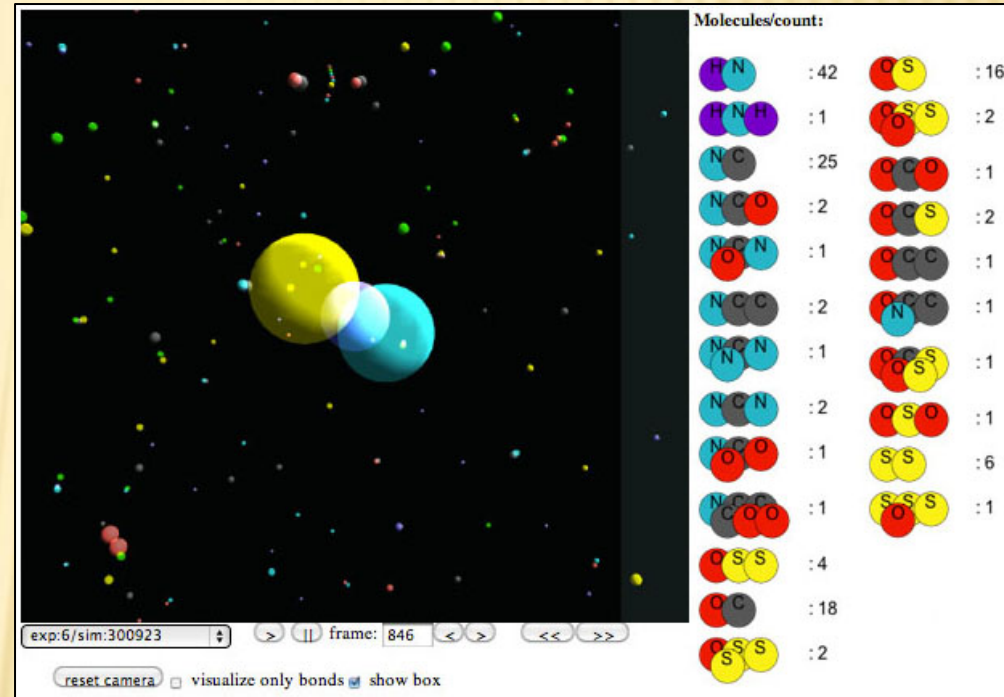 Molecules/count:
H N : 42
H N H : 1
N C : 25
N C O : 2
N C N O : 1
N C C : 2
N C N N : 1
N C N : 2
N C O O : 1
N C C C O O : 1
O S S : 4
O C : 18
O S S S : 2
O S : 16
O S S O : 2
O C O : 1
O C S : 2
O C C : 1
O C C N : 1
O C S O S : 1
O S O : 1
S S : 6
S S S O : 1
exp:6/sim:300923 > || frame: 846 < > << >>
reset camera visualize only bonds show box